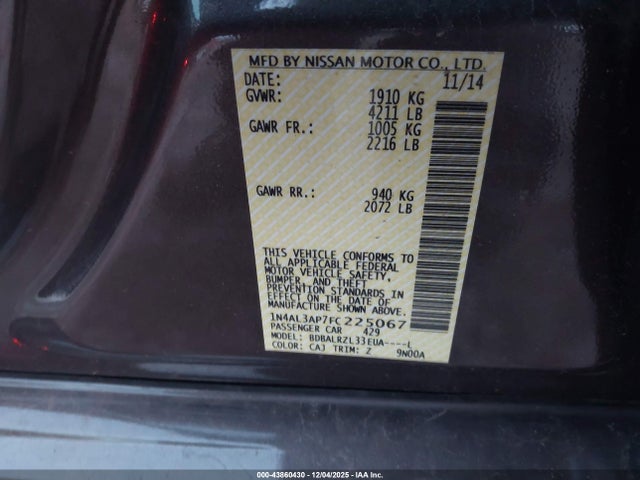 MFD BY NISSAN MOTOR CO., LTD.
DATE: 11/14
GVWR: 1910 KG
4211 LB
GAWR FR.: 1005 KG
2216 LB
GAWR RR.: 940 KG
2072 LB
THIS VEHICLE CONFORMS TO
ALL APPLICABLE FEDERAL
MOTOR VEHICLE SAFETY,
BUMPER, AND THEFT
PREVENTION STANDARDS IN
EFFECT ON THE DATE OF
MANUFACTURE SHOWN ABOVE.
1N4AL3AP7FC225067
PASSENGER CAR 429
MODEL: BDBALRZL33EUA----L
COLOR: CAJ TRIM: Z 9N00A
000-43860430 - 12/04/2025 - IAA Inc.